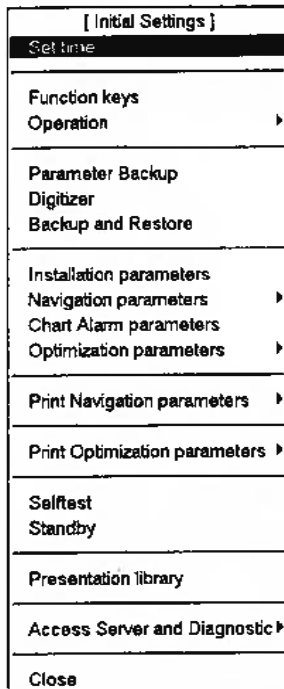 [ Initial Settings ]
Set time
Function keys
Operation
Parameter Backup
Digitizer
Backup and Restore
Installation parameters
Navigation parameters
Chart Alarm parameters
Optimization parameters
Print Navigation parameters
Print Optimization parameters
Selftest
Standby
Presentation library
Access Server and Diagnostic
Close